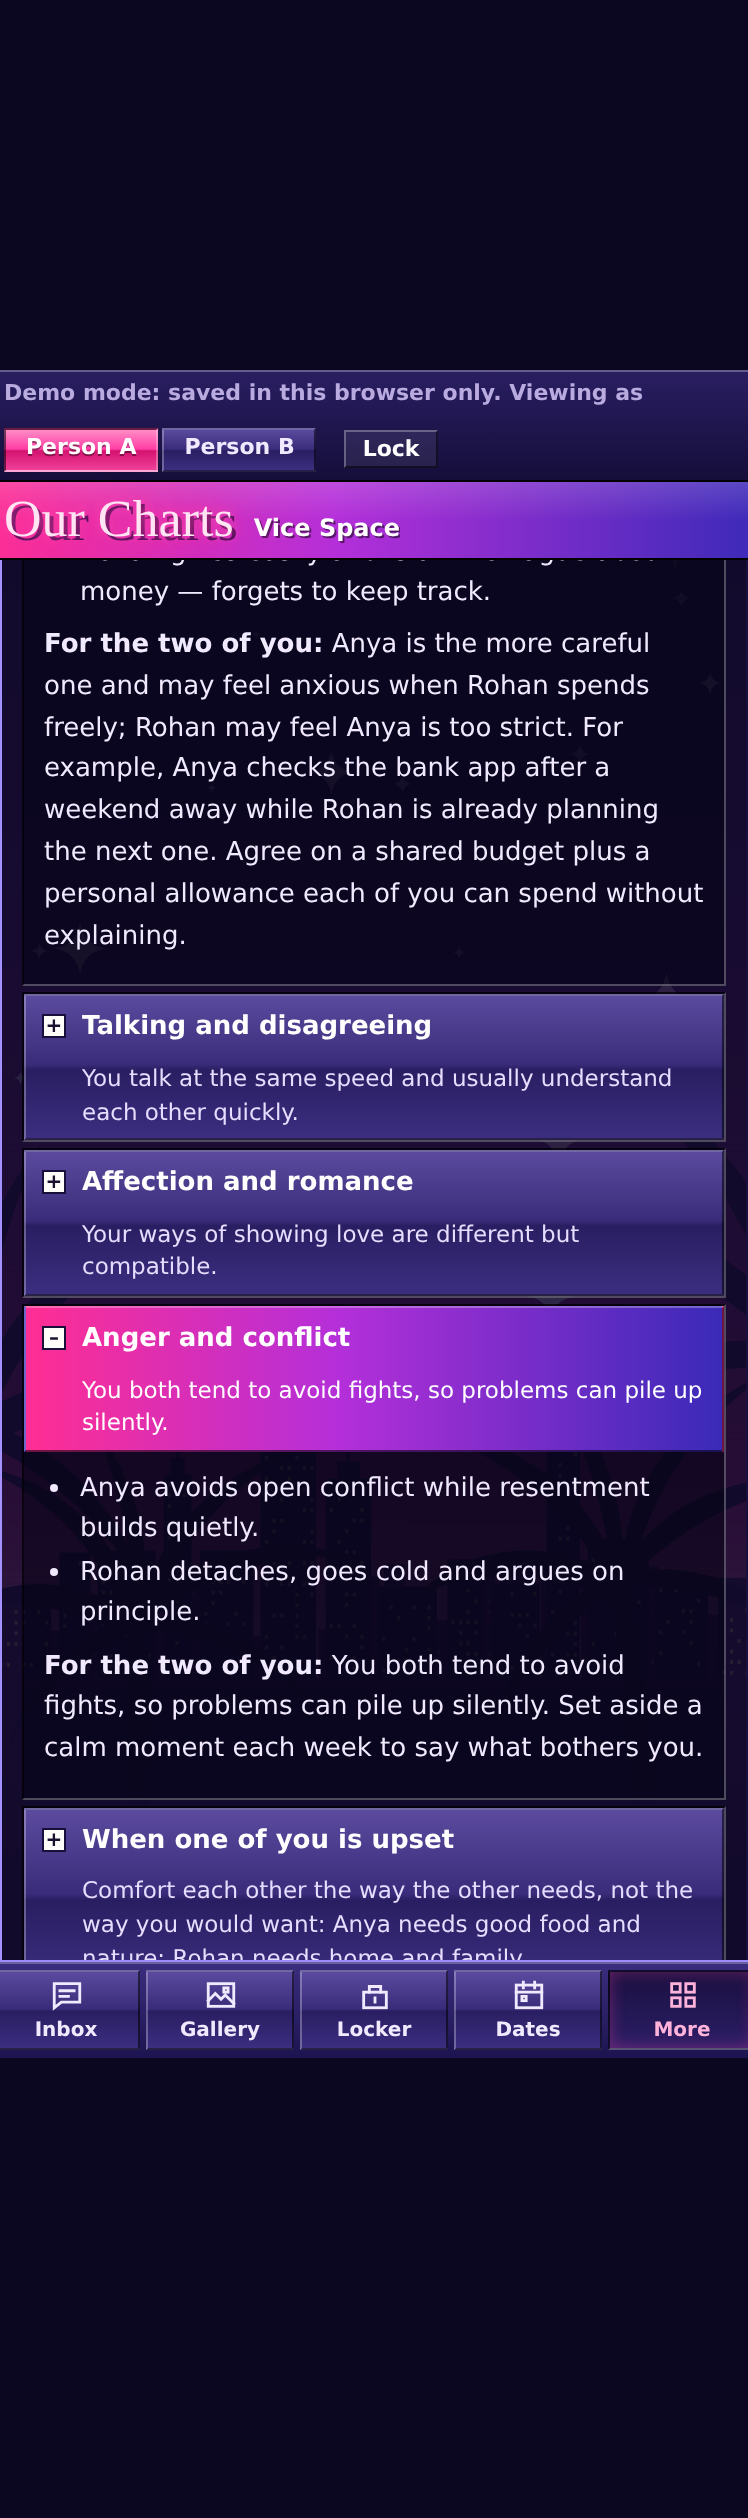 Demo mode: saved in this browser only. Viewing as
Person A
Person B
Lock
Our Charts Vice Space
money — forgets to keep track.
For the two of you: Anya is the more careful
one and may feel anxious when Rohan spends
freely; Rohan may feel Anya is too strict. For
example, Anya checks the bank app after a
weekend away while Rohan is already planning
the next one. Agree on a shared budget plus a
personal allowance each of you can spend without
explaining.
+ Talking and disagreeing
You talk at the same speed and usually understand
each other quickly.
+ Affection and romance
Your ways of showing love are different but
compatible.
- Anger and conflict
You both tend to avoid fights, so problems can pile up
silently.
• Anya avoids open conflict while resentment
builds quietly.
• Rohan detaches, goes cold and argues on
principle.
For the two of you: You both tend to avoid
fights, so problems can pile up silently. Set aside a
calm moment each week to say what bothers you.
+ When one of you is upset
Comfort each other the way the other needs, not the
way you would want: Anya needs good food and
nature; Rohan needs home and family.
Inbox
Gallery
Locker
Dates
More